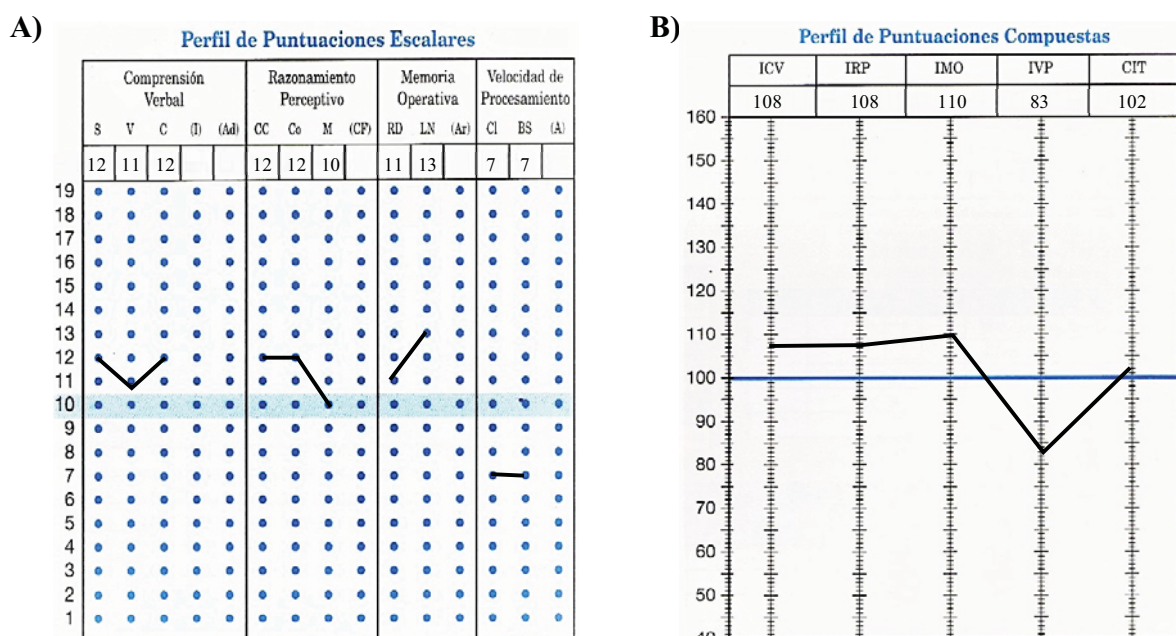 A)
Perfil de Puntuaciones Escalares
Comprensión Verbal
Razonamiento Perceptivo
Memoria Operativa
Velocidad de Procesamiento
S V C (I) (Ad) CC Co M (CF) RD LN (Ar) Cl BS (A)
12 11 12 12 12 10 11 13 7 7
19
18
17
16
15
14
13
12
11
10
9
8
7
6
5
4
3
2
1
B)
Perfil de Puntuaciones Compuestas
ICV IRP IMO IVP CIT
108 108 110 83 102
160
150
140
130
120
110
100
90
80
70
60
50
40